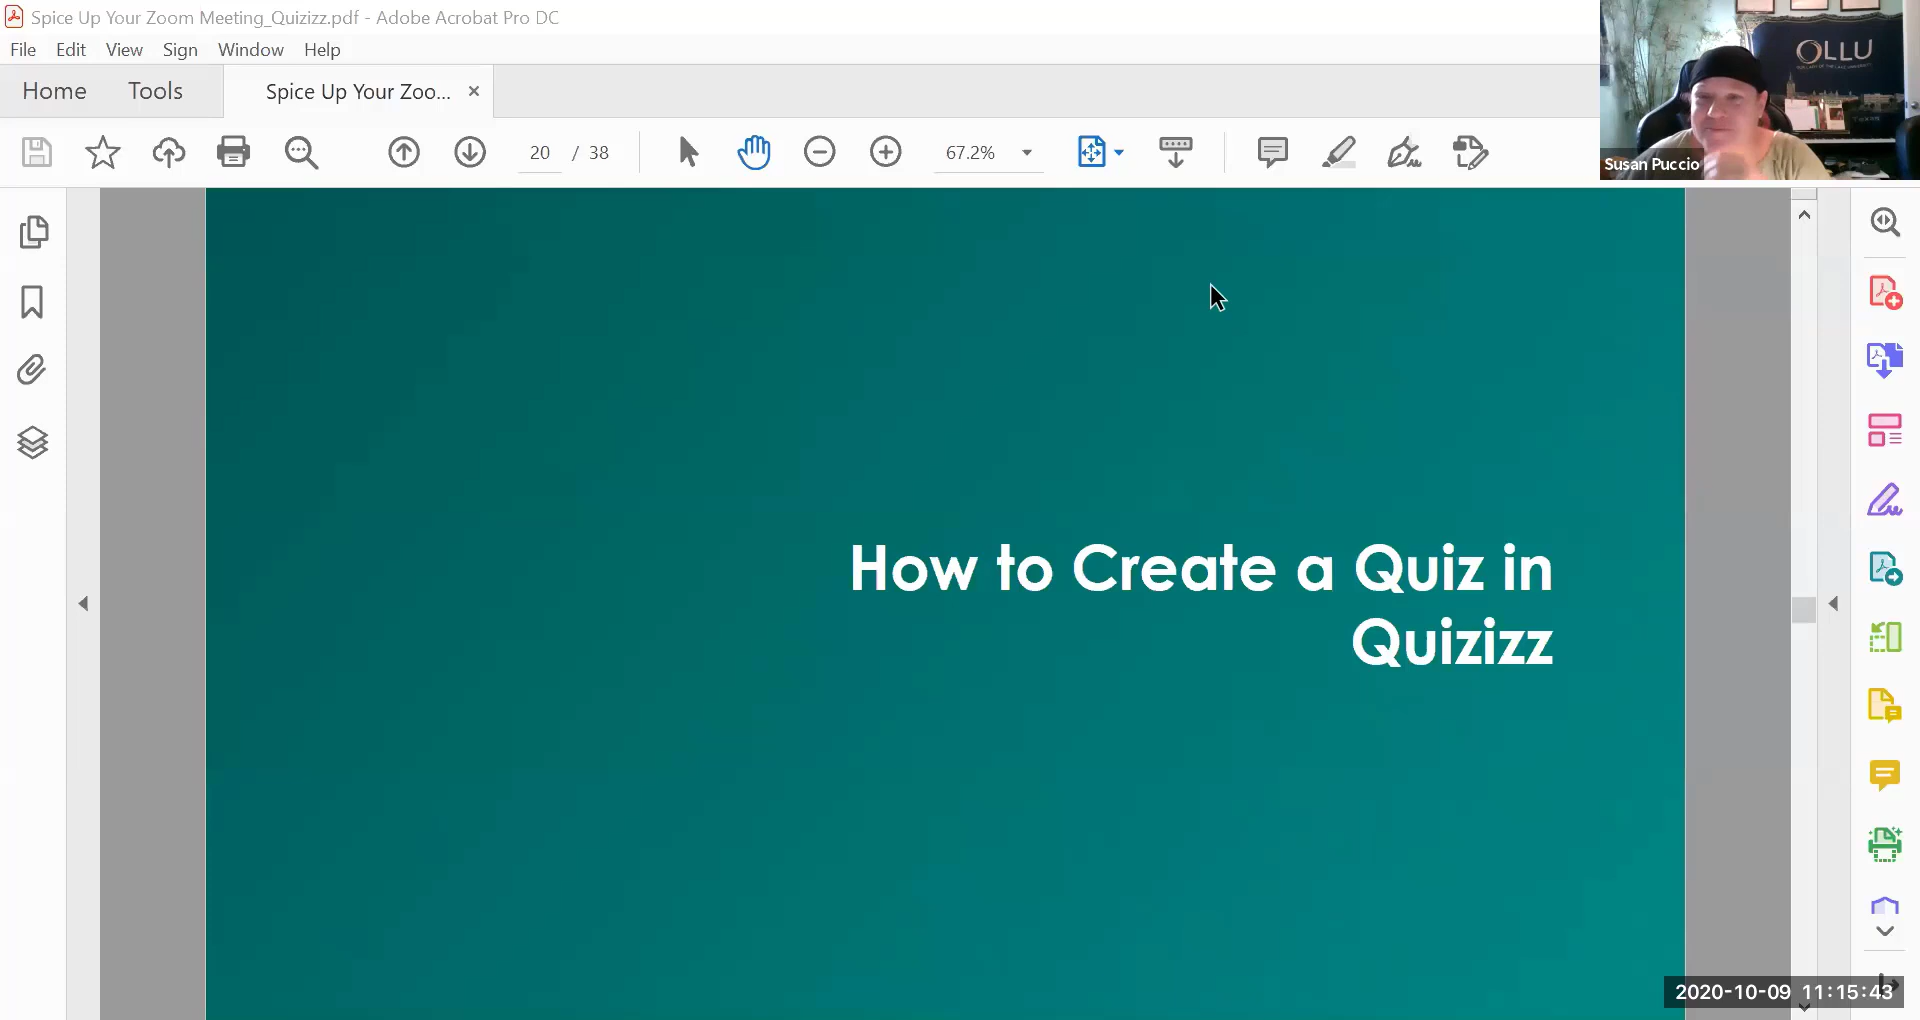 Spice Up Your Zoom Meeting_Quizizz.pdf - Adobe Acrobat Pro DC
File Edit View Sign Window Help
Home Tools Spice Up Your Zoo... ×
20 / 38 67.2%
OLLU
Susan Puccio
How to Create a Quiz in
Quizizz
2020-10-09 11:15:43